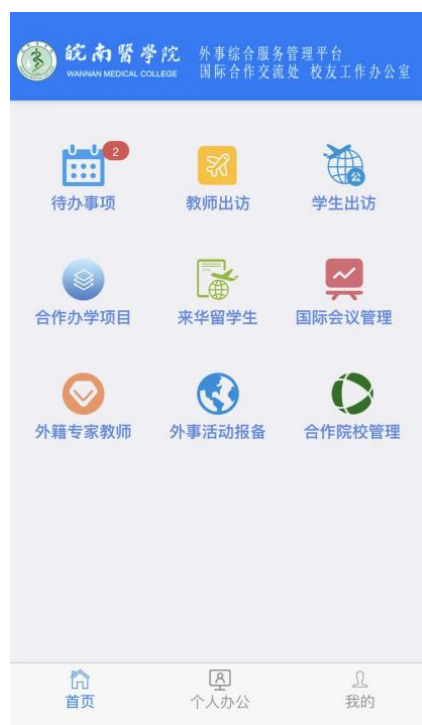 皖南醫學院
WANNAN MEDICAL COLLEGE
外事综合服务管理平台
国际合作交流处 校友工作办公室
2
待办事项
教师出访
公
学生出访
合作办学项目
来华留学生
国际会议管理
外籍专家教师
外事活动报备
合作院校管理
首页
个人办公
我的